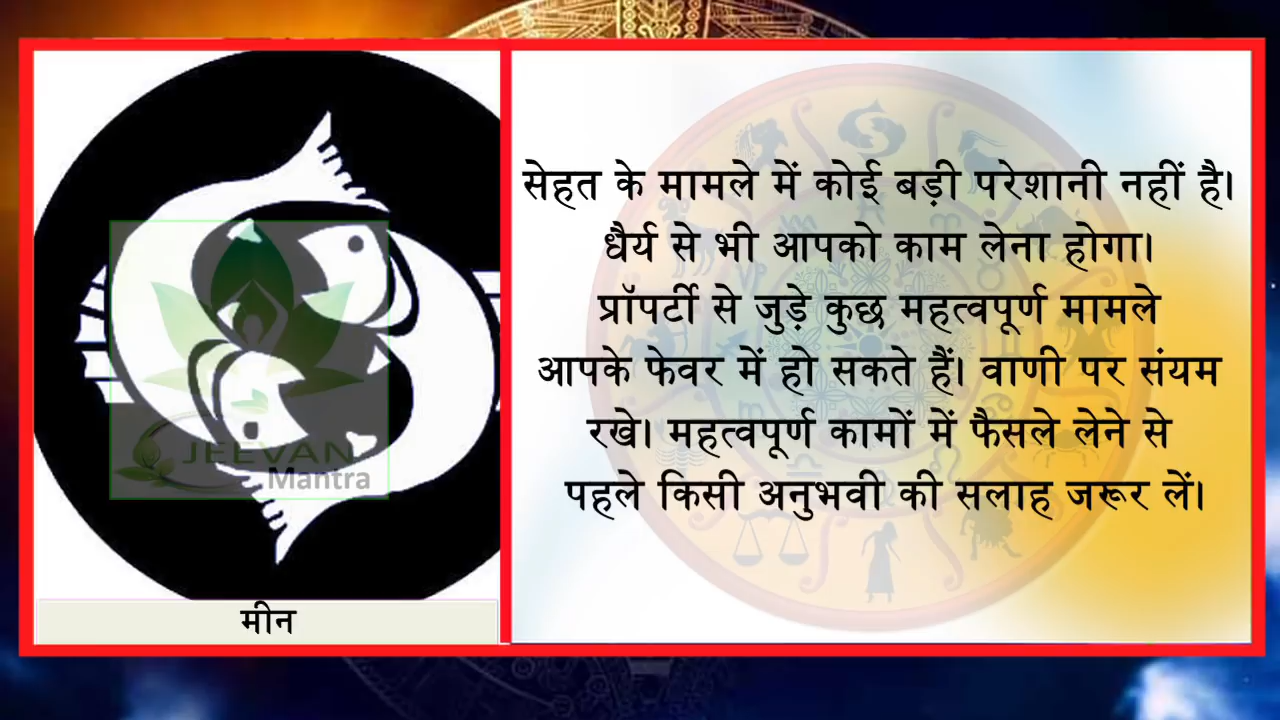 सेहत के मामले में कोई बड़ी परेशानी नहीं है।
धैर्य से भी आपको काम लेना होगा।
प्रॉपर्टी से जुड़े कुछ महत्वपूर्ण मामले
आपके फेवर में हो सकते हैं। वाणी पर संयम
रखे। महत्वपूर्ण कामों में फैसले लेने से
पहले किसी अनुभवी की सलाह जरूर लें।
JEEVAN
Mantra
मीन